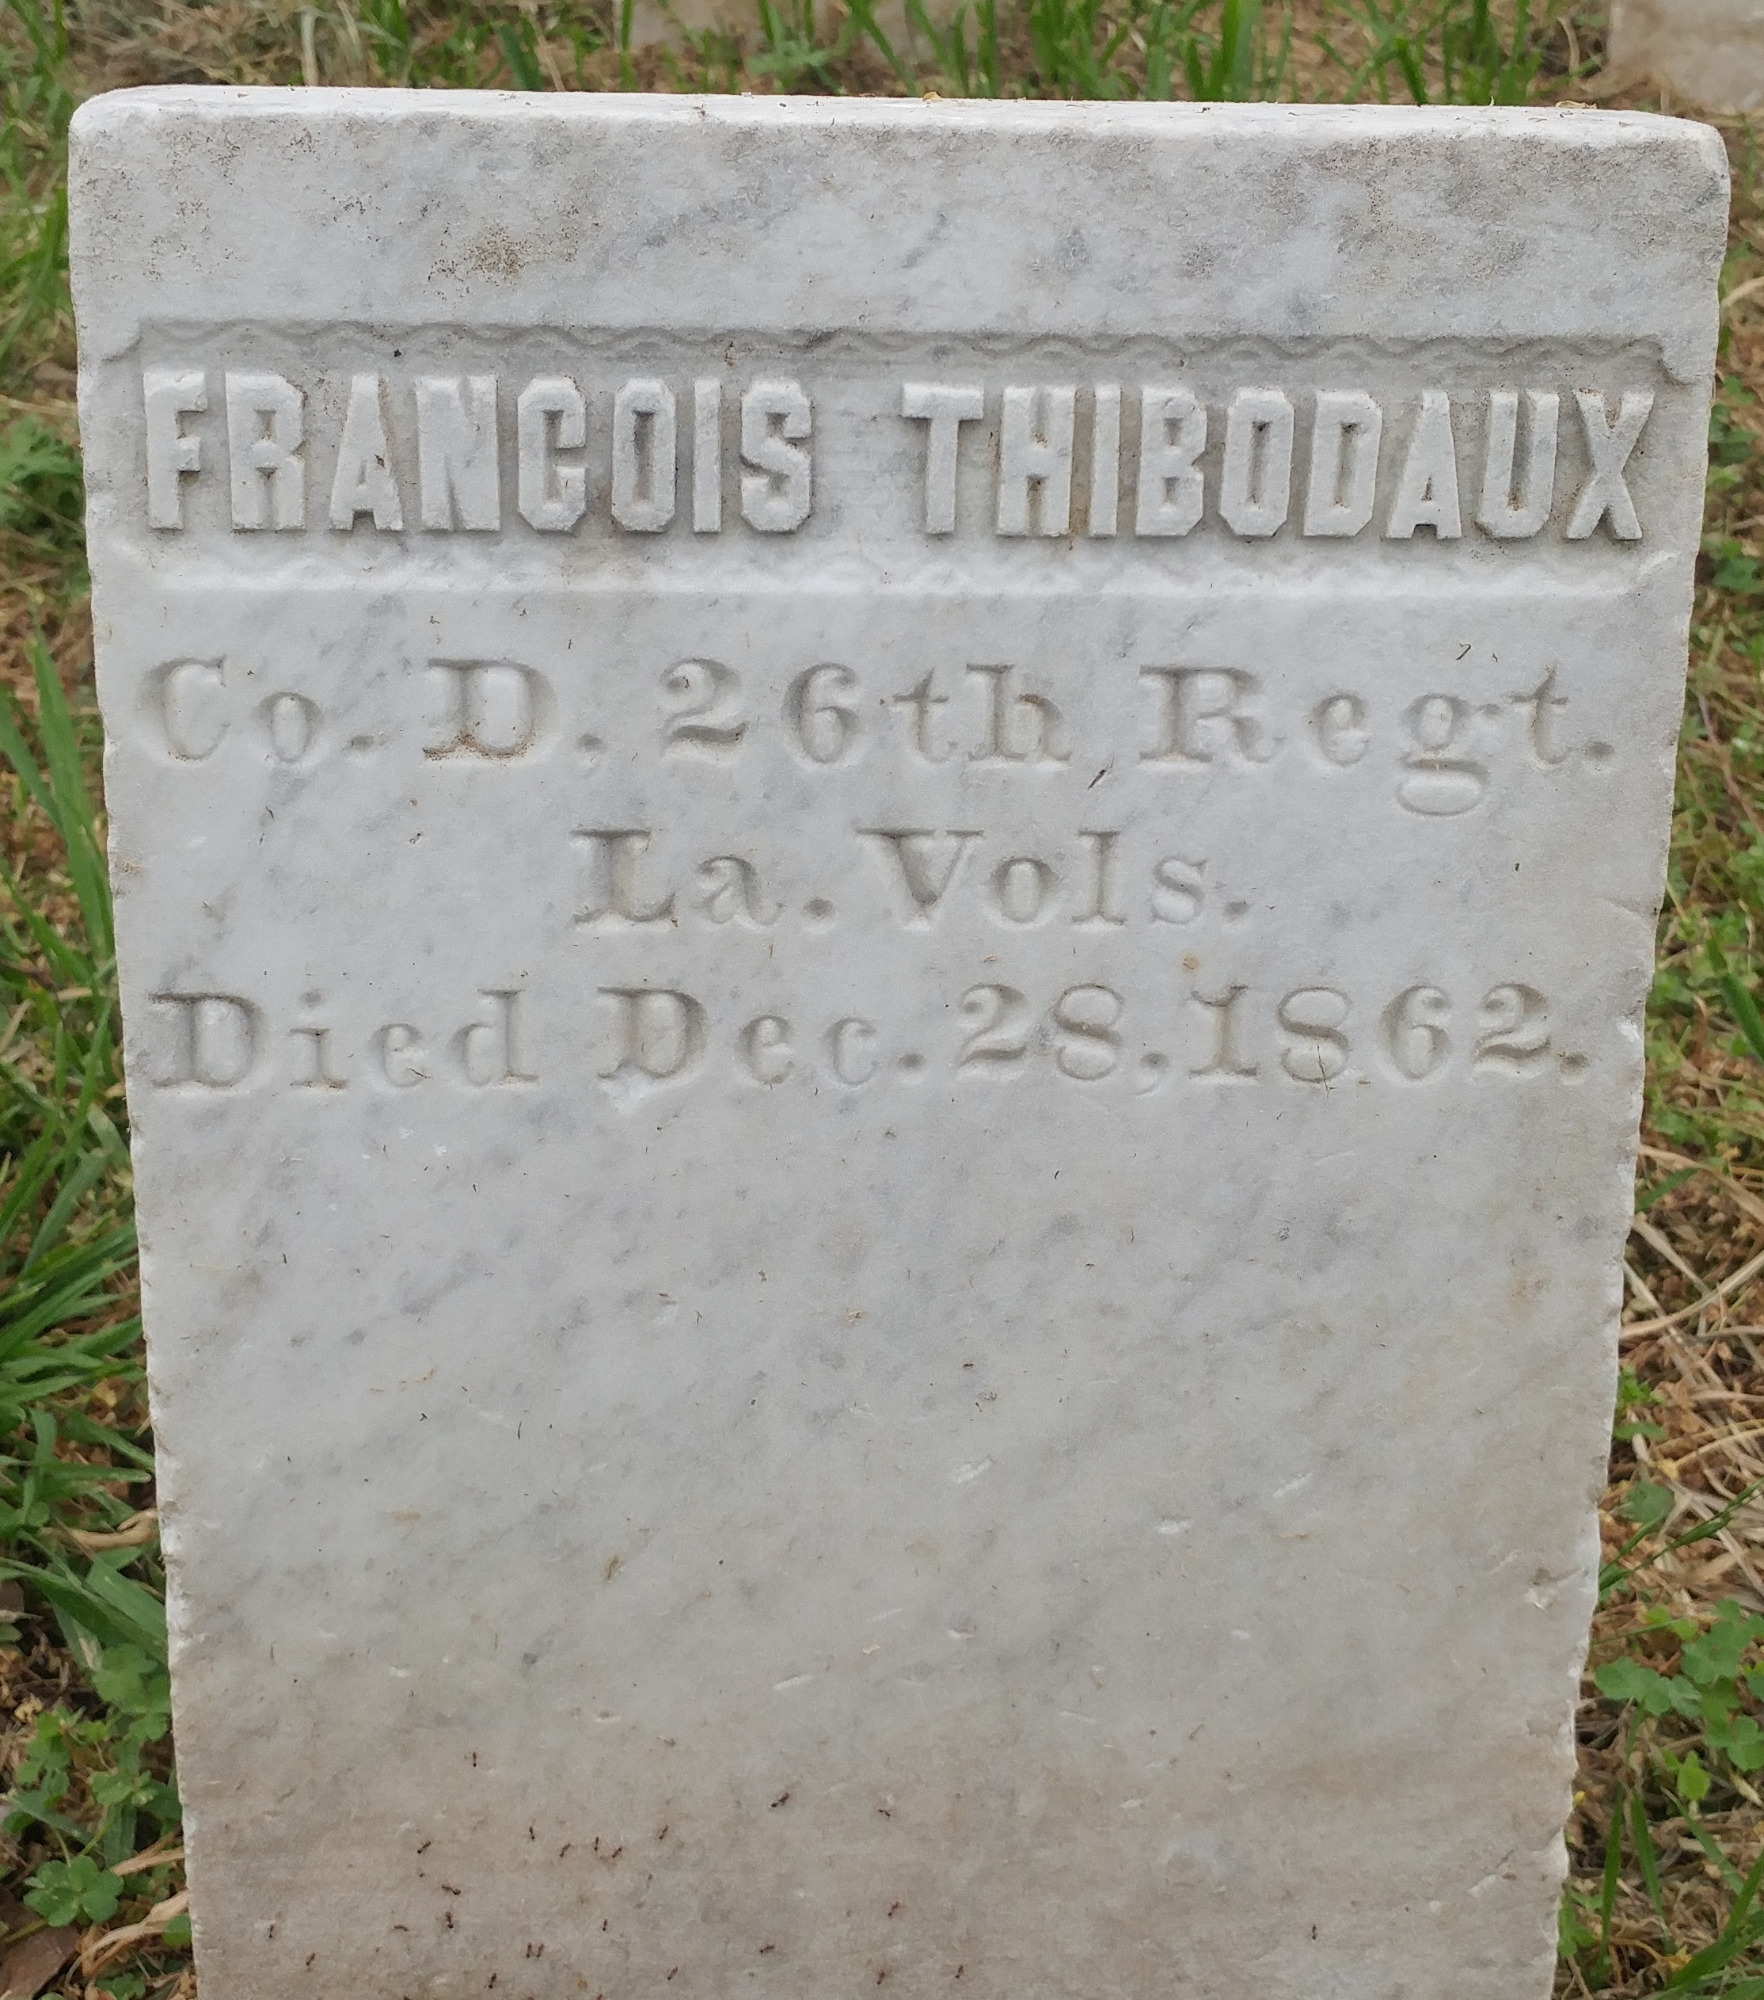 FRANCOIS THIBODAUX
Co. D. 26th Regt.
La. Vols.
Died Dec. 28, 1862.